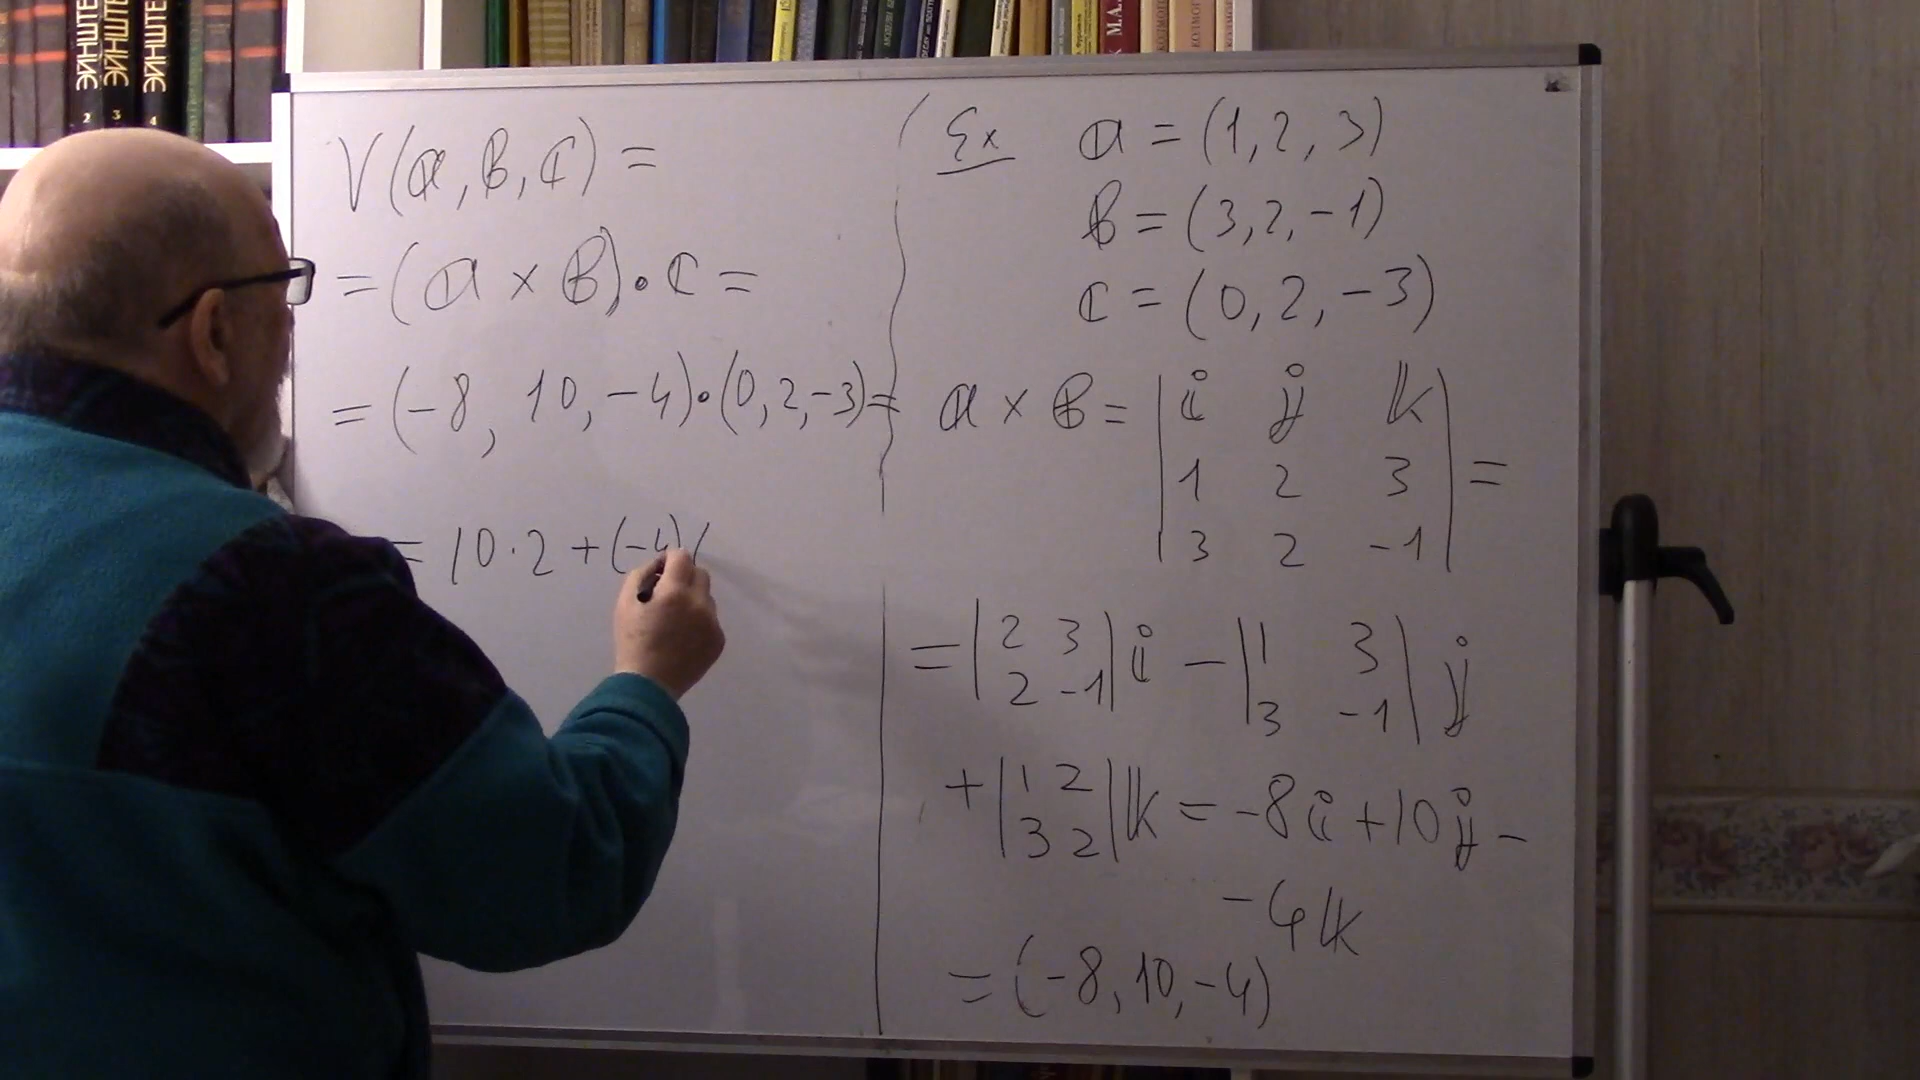 ЭЙНШТЕ
ЭЙНШТЕ
ЭЙНШТЕ
2 3 4
V(a, b, c) =
= (a × b) · c =
= (-8, 10, -4) · (0, 2, -3) =
= 10 · 2 + (-4)(
Ex a = (1, 2, 3)
b = (3, 2, -1)
c = (0, 2, -3)
a × b = | i j k |
| 1 2 3 | =
| 3 2 -1 |
= | 2 3 | i - | 1 3 | j
| 2 -1 | | 3 -1 |
+ | 1 2 | k = -8i + 10j -
| 3 2 |
- 4k
= (-8, 10, -4)